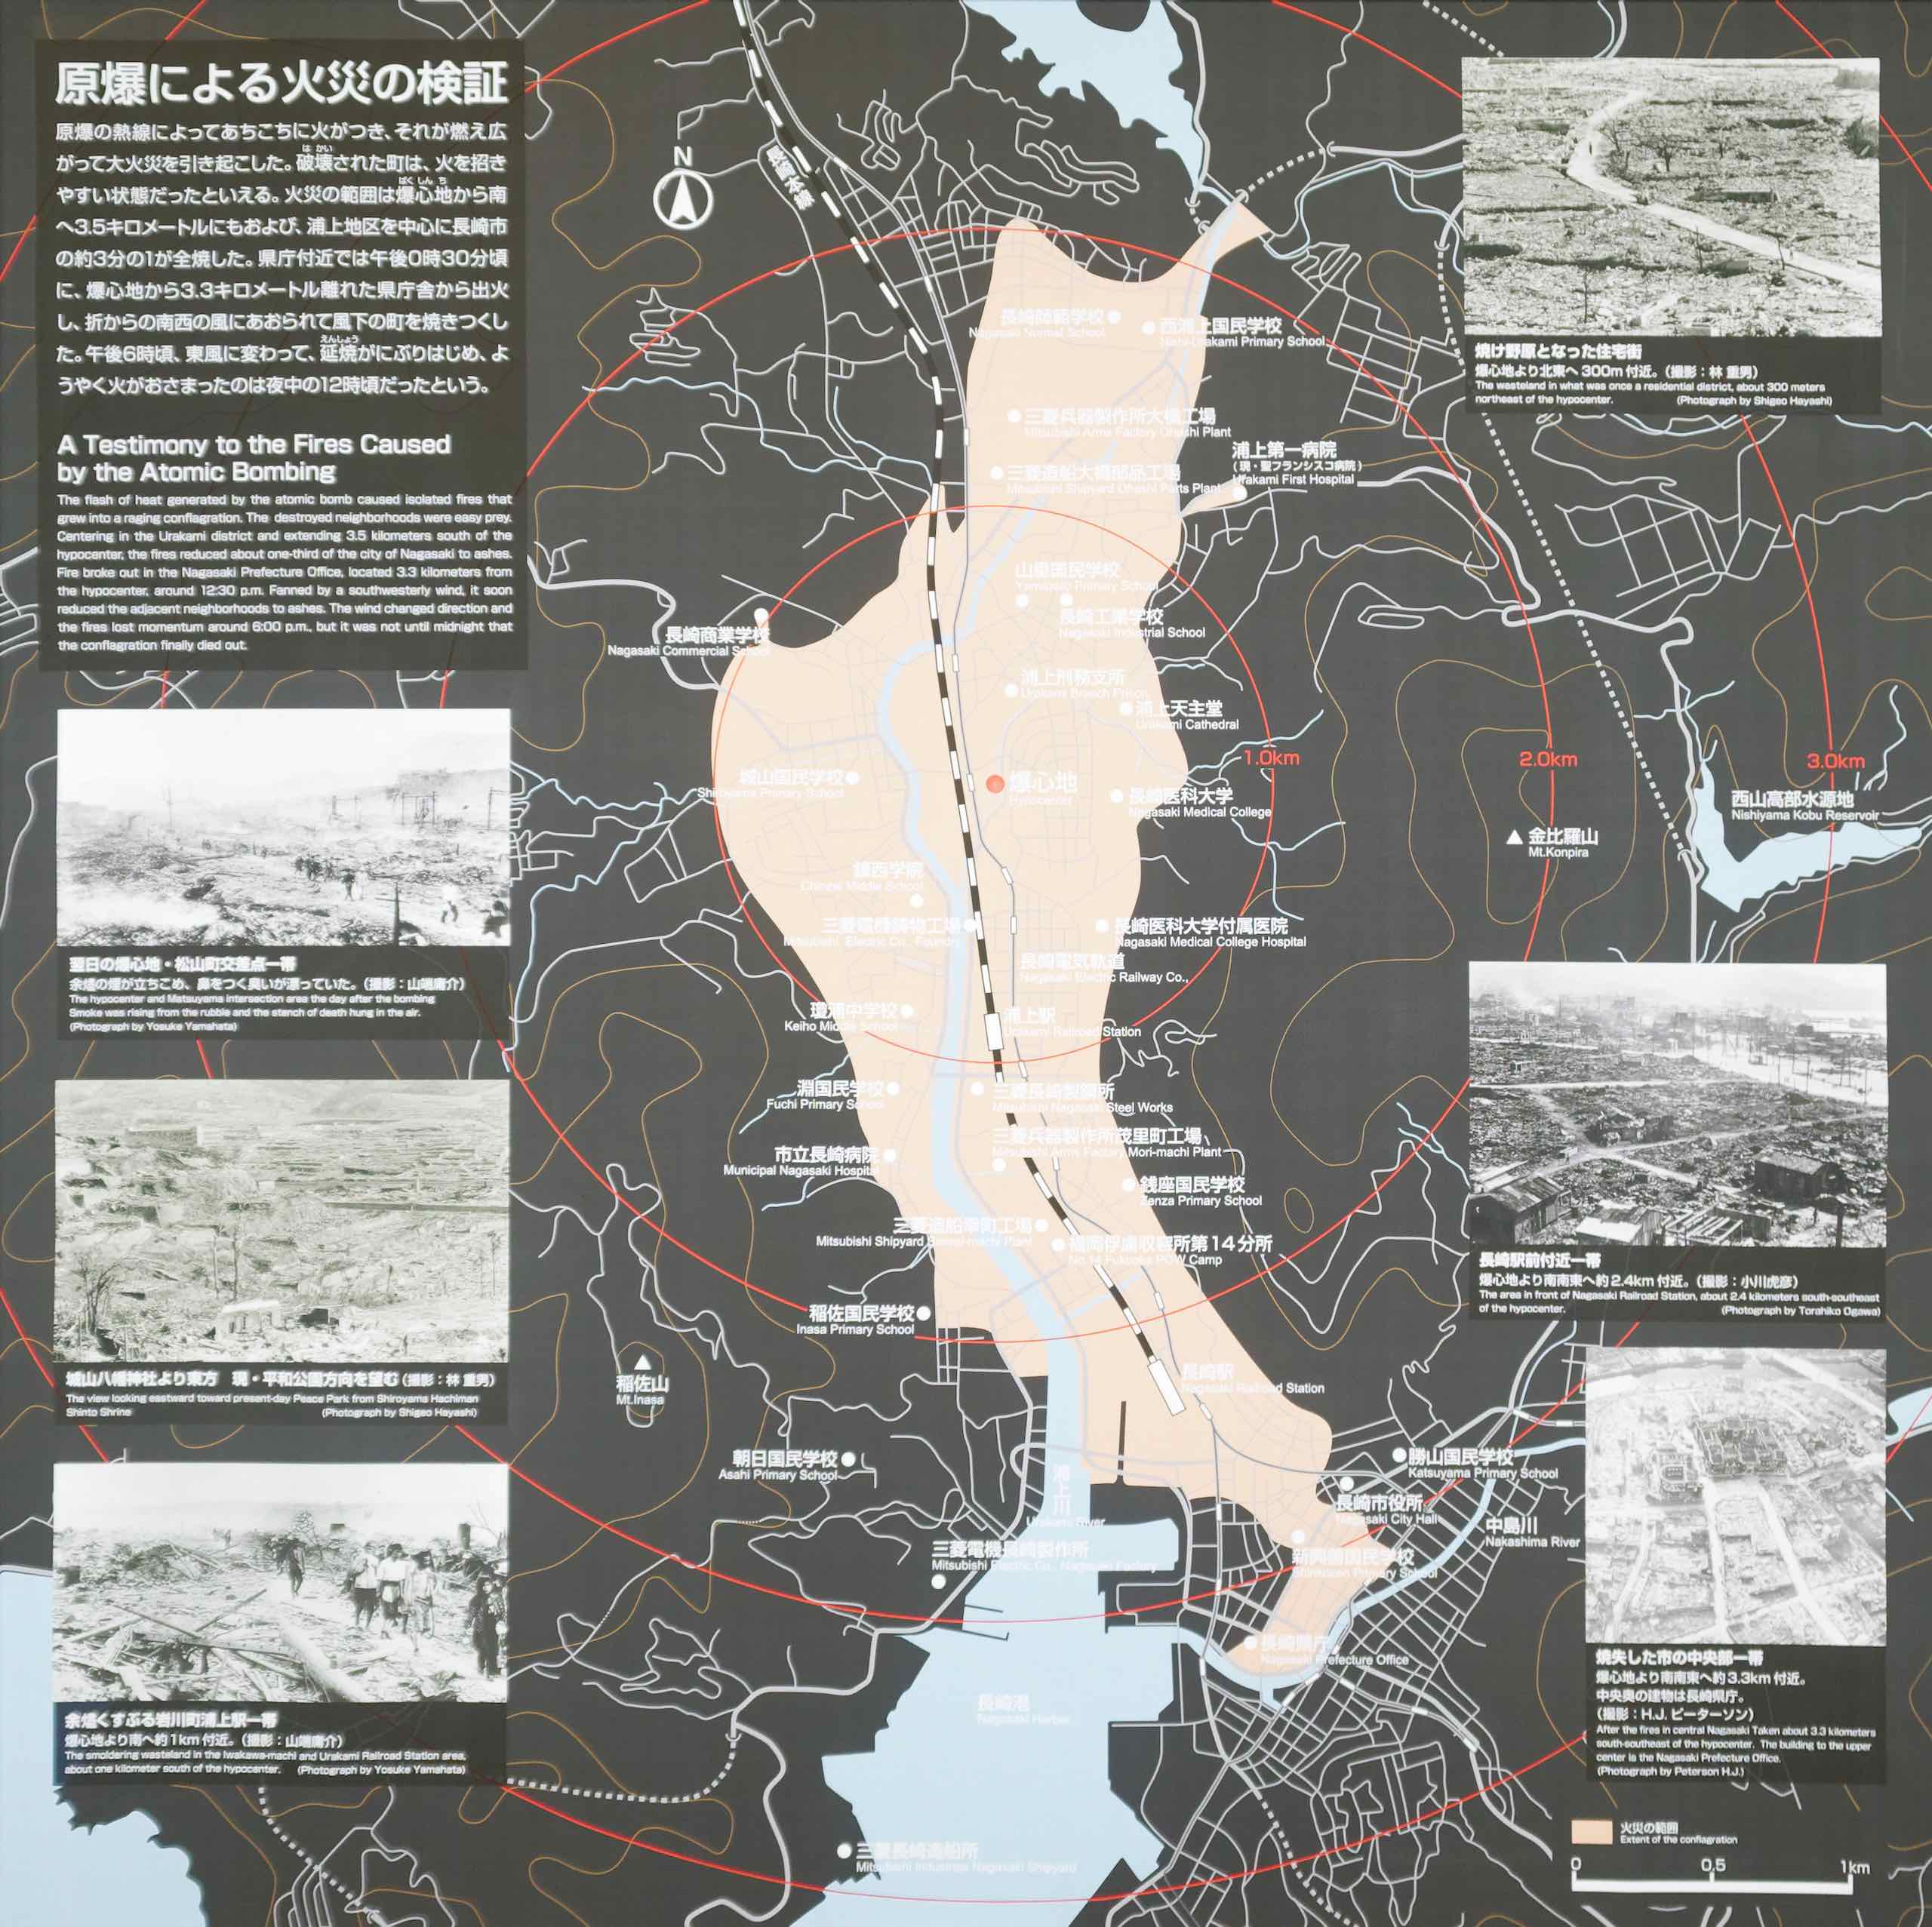 原爆による火災の検証
原爆の熱線によってあちこちに火がつき、それが燃え広
がって大火災を引き起こした。破壊された町は、火を招き
はかい
やすい状態だったといえる。火災の範囲は爆心地から南
ばくしんち
へ3.5キロメートルにもおよび、浦上地区を中心に長崎市
の約3分の1が全焼した。県庁付近では午後0時30分頃
に、爆心地から3.3キロメートル離れた県庁舎から出火
し、折からの南西の風にあおられて風下の町を焼きつくし
た。午後6時頃、東風に変わって、延焼がにぶりはじめ、よ
えんしょう
うやく火がおさまったのは夜中の12時頃だったという。
A Testimony to the Fires Caused
by the Atomic Bombing
The flash of heat generated by the atomic bomb caused isolated fires that
grew into a raging conflagration. The destroyed neighborhoods were easy prey.
Centering in the Urakami district and extending 3.5 kilometers south of the
hypocenter, the fires reduced about one-third of the city of Nagasaki to ashes.
Fire broke out in the Nagasaki Prefecture Office, located 3.3 kilometers from
the hypocenter, around 12:30 p.m. Fanned by a southwesterly wind, it soon
reduced the adjacent neighborhoods to ashes. The wind changed direction and
the fires lost momentum around 6:00 p.m., but it was not until midnight that
the conflagration finally died out.
翌日の爆心地・松山町交差点一帯
余燼の煙が立ちこめ、鼻をつく臭いが漂っていた。(撮影:山端庸介)
The hypocenter and Matsuyama intersection area the day after the bombing
Smoke was rising from the rubble and the stench of death hung in the air.
(Photograph by Yosuke Yamahata)
城山八幡神社より東方 現・平和公園方向を望む(撮影:林 重男)
The view looking eastward toward present-day Peace Park from Shiroyama Hachiman
Shinto Shrine (Photograph by Shigeo Hayashi)
余燼くすぶる岩川町浦上駅一帯
爆心地より南へ約1km付近。(撮影:山端庸介)
The smoldering wasteland in the Iwakawa-machi and Urakami Railroad Station area,
about one kilometer south of the hypocenter. (Photograph by Yosuke Yamahata)
N
長崎本線
長崎師範学校
Nagasaki Normal School
西浦上国民学校
Nishi-Urakami Primary School
三菱兵器製作所大橋工場
Mitsubishi Arms Factory Ohashi Plant
三菱造船大橋部品工場
Mitsubishi Shipyard Ohashi Parts Plant
浦上第一病院
(現・聖フランシスコ病院)
Urakami First Hospital
山里国民学校
Yamazato Primary School
長崎工業学校
Nagasaki Industrial School
長崎商業学校
Nagasaki Commercial School
浦上刑務支所
Urakami Branch Prison
浦上天主堂
Urakami Cathedral
1.0km
2.0km
3.0km
城山国民学校
Shiroyama Primary School
爆心地
Hypocenter
長崎医科大学
Nagasaki Medical College
西山高部水源地
Nishiyama Kobu Reservoir
金比羅山
Mt.Konpira
鎮西学院
Chinzei Middle School
三菱電機鋳物工場
Mitsubishi Electric Co., Foundry
長崎医科大学付属医院
Nagasaki Medical College Hospital
長崎電気軌道
Nagasaki Electric Railway Co.,
瓊浦中学校
Keiho Middle School
浦上駅
Urakami Railroad Station
淵国民学校
Fuchi Primary School
三菱長崎製鋼所
Mitsubishi Nagasaki Steel Works
三菱兵器製作所茂里町工場
Mitsubishi Arms Factory Mori-machi Plant
市立長崎病院
Municipal Nagasaki Hospital
銭座国民学校
Zenza Primary School
三菱造船幸町工場
Mitsubishi Shipyard Saiwai-machi Plant
福岡俘虜収容所第14分所
No.14 Fukuoka POW Camp
稲佐国民学校
Inasa Primary School
稲佐山
Mt.Inasa
長崎駅
Nagasaki Railroad Station
朝日国民学校
Asahi Primary School
勝山国民学校
Katsuyama Primary School
長崎市役所
Nagasaki City Hall
浦上川
Urakami River
中島川
Nakashima River
三菱電機長崎製作所
Mitsubishi Electric Co., Nagasaki Factory
新興善国民学校
Shinkozen Primary School
長崎県庁
Nagasaki Prefecture Office
長崎港
Nagasaki Harbor
三菱長崎造船所
Mitsubishi Industries Nagasaki Shipyard
焼け野原となった住宅街
爆心地より北東へ300m付近。(撮影:林 重男)
The wasteland in what was once a residential district, about 300 meters
northeast of the hypocenter. (Photograph by Shigeo Hayashi)
長崎駅前付近一帯
爆心地より南南東へ約2.4km付近。(撮影:小川虎彦)
The area in front of Nagasaki Railroad Station, about 2.4 kilometers south-southeast
of the hypocenter. (Photograph by Torahiko Ogawa)
焼失した市の中央部一帯
爆心地より南南東へ約3.3km付近。
中央奥の建物は長崎県庁。
(撮影:H.J.ピーターソン)
After the fires in central Nagasaki Taken about 3.3 kilometers
south-southeast of the hypocenter. The building to the upper
center is the Nagasaki Prefecture Office.
(Photograph by Peterson H.J.)
火災の範囲
Extent of the conflagration
0 0.5 1km